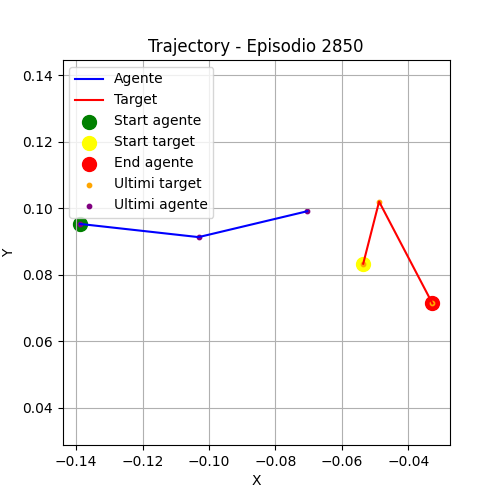 Trajectory - Episodio 2850
Agente
Target
Start agente
Start target
End agente
Ultimi target
Ultimi agente
0.14
0.12
0.10
0.08
0.06
0.04
Y
−0.14
−0.12
−0.10
−0.08
−0.06
−0.04
X